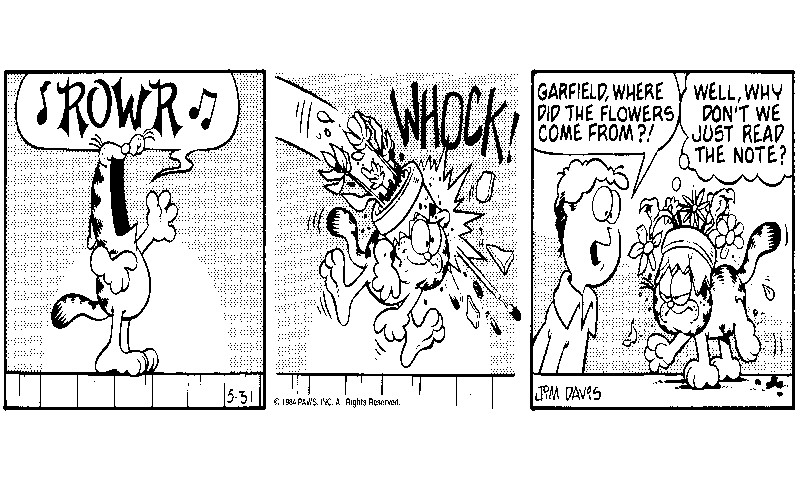 ROWR
5-31
WHOCK!
© 1984 PAWS, INC. All Rights Reserved.
GARFIELD, WHERE
DID THE FLOWERS
COME FROM?!
WELL, WHY
DON'T WE
JUST READ
THE NOTE?
JIM DAVIS